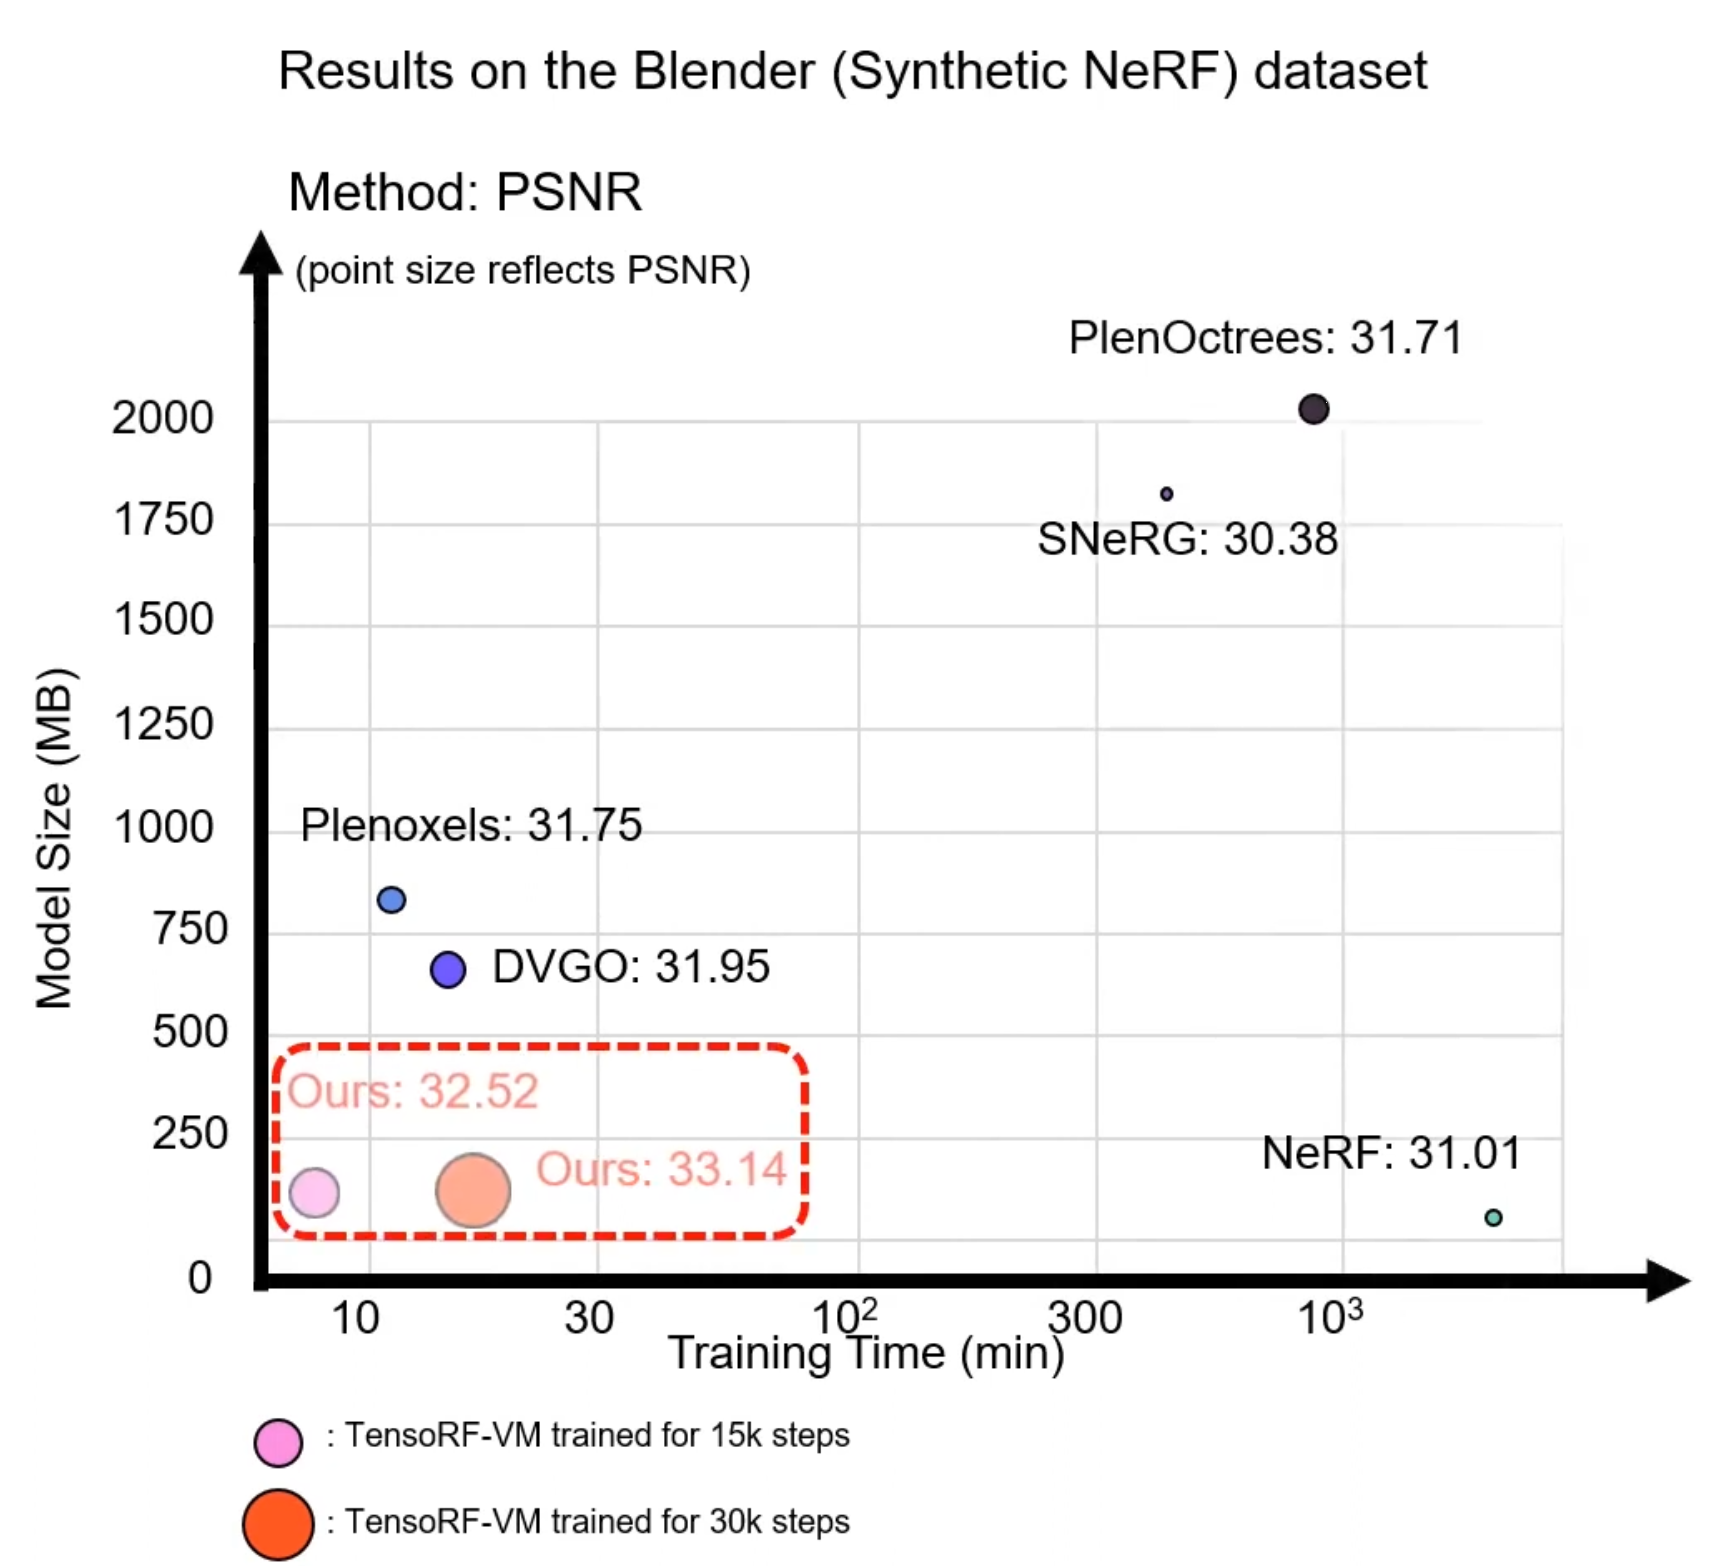 Results on the Blender (Synthetic NeRF) dataset
Method: PSNR
(point size reflects PSNR)
PlenOctrees: 31.71
2000
1750
SNeRG: 30.38
1500
1250
Model Size (MB)
1000
Plenoxels: 31.75
750
DVGO: 31.95
500
Ours: 32.52
250
Ours: 33.14
NeRF: 31.01
0
10 30 10² 300 10³
Training Time (min)
: TensoRF-VM trained for 15k steps
: TensoRF-VM trained for 30k steps